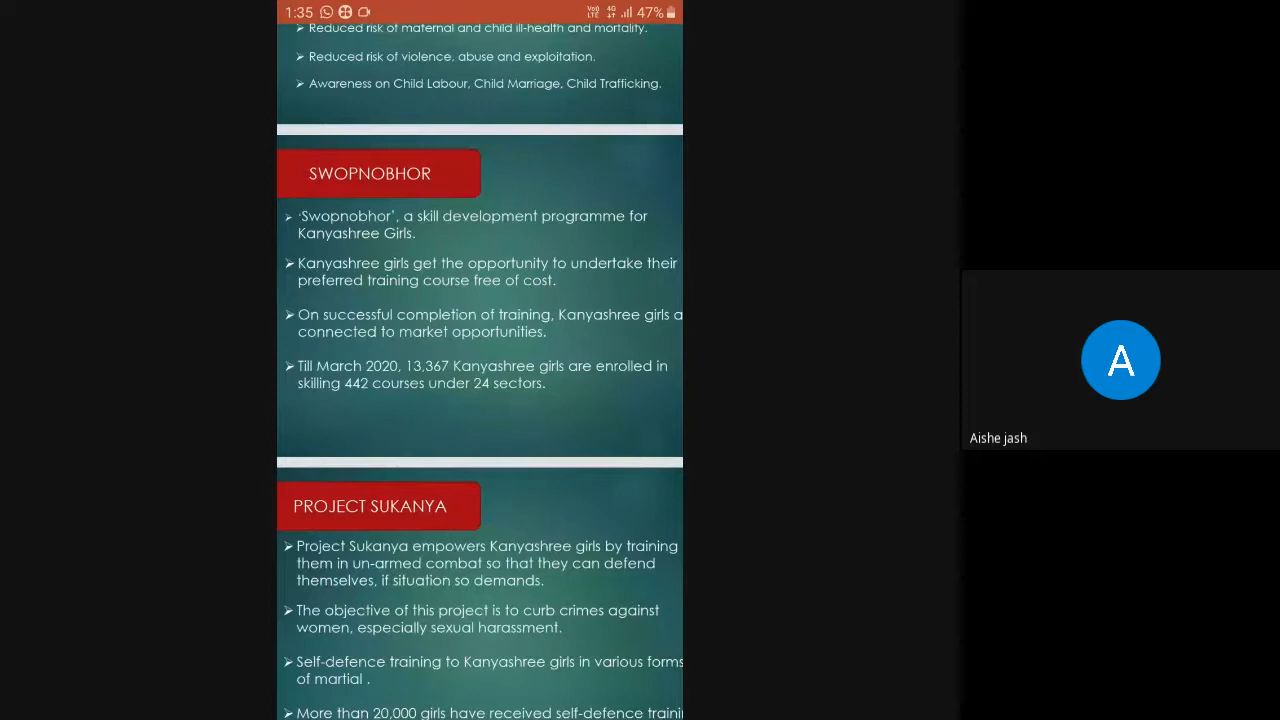 1:35
VoD LTE 4G 47%
Reduced risk of maternal and child ill-health and mortality.
Reduced risk of violence, abuse and exploitation.
Awareness on Child Labour, Child Marriage, Child Trafficking.
SWOPNOBHOR
‘Swopnobhor’, a skill development programme for
Kanyashree Girls.
Kanyashree girls get the opportunity to undertake their
preferred training course free of cost.
On successful completion of training, Kanyashree girls a
connected to market opportunities.
Till March 2020, 13,367 Kanyashree girls are enrolled in
skilling 442 courses under 24 sectors.
A
Aishe jash
PROJECT SUKANYA
Project Sukanya empowers Kanyashree girls by training
them in un-armed combat so that they can defend
themselves, if situation so demands.
The objective of this project is to curb crimes against
women, especially sexual harassment.
Self-defence training to Kanyashree girls in various forms
of martial .
More than 20,000 girls have received self-defence traini